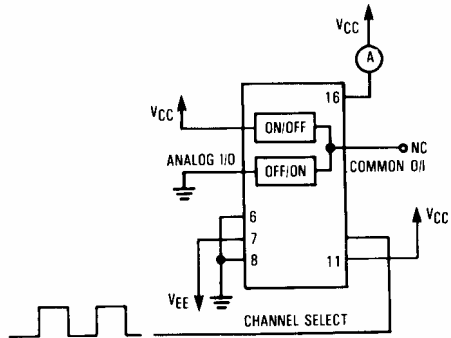 VCC
A
16
VCC
ON/OFF
NC
ANALOG I/O
OFF/ON
COMMON O/I
6
VCC
7
11
8
VEE
CHANNEL SELECT